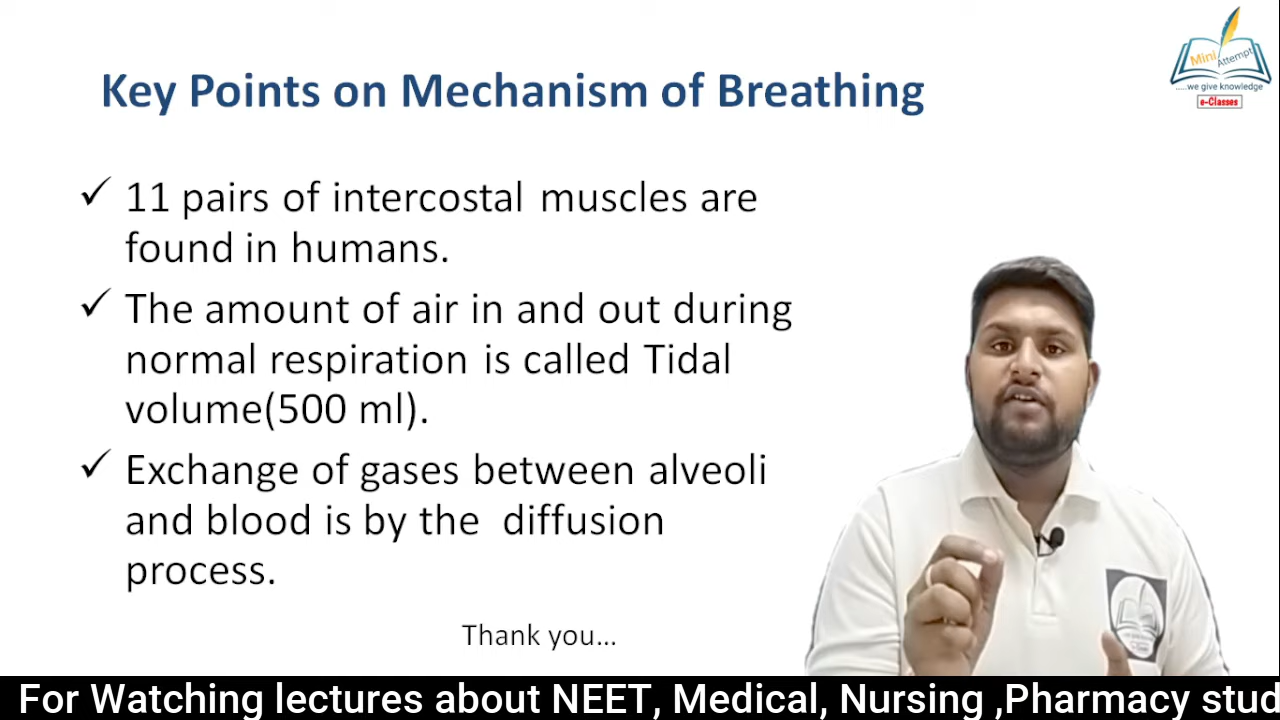 Mini Attempt
.....we give knowledge
e-Classes
Key Points on Mechanism of Breathing
✓ 11 pairs of intercostal muscles are
found in humans.
✓ The amount of air in and out during
normal respiration is called Tidal
volume(500 ml).
✓ Exchange of gases between alveoli
and blood is by the diffusion
process.
Thank you...
For Watching lectures about NEET, Medical, Nursing ,Pharmacy stud